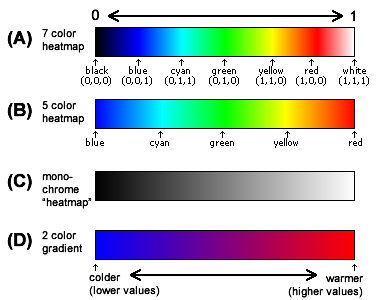 0 1
(A) 7 color
heatmap
black blue cyan green yellow red white
(0,0,0) (0,0,1) (0,1,1) (0,1,0) (1,1,0) (1,0,0) (1,1,1)
(B) 5 color
heatmap
blue cyan green yellow red
(C) mono-
chrome
"heatmap"
(D) 2 color
gradient
colder warmer
(lower values) (higher values)